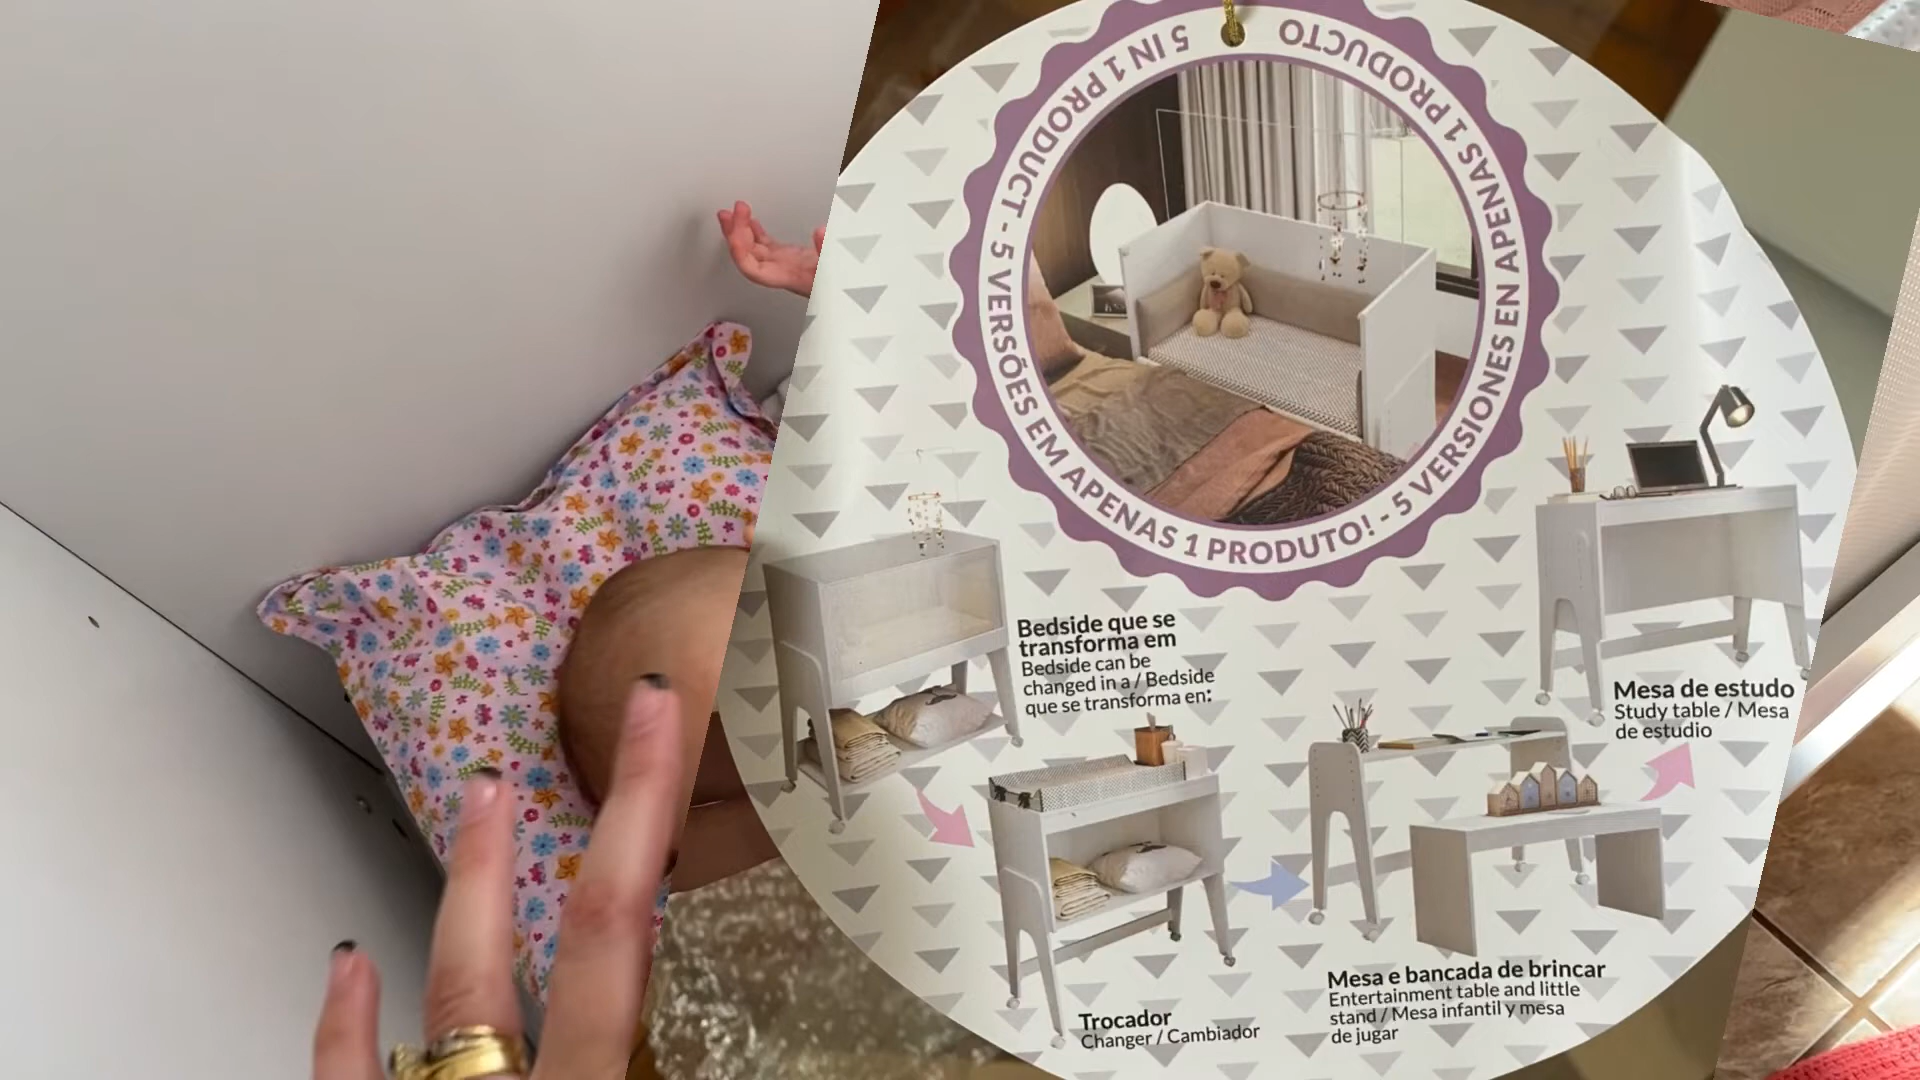 5 IN 1 PRODUCT - 5 VERSÕES EM APENAS 1 PRODUTO! - 5 VERSIONES EN APENAS 1 PRODUCTO
Bedside que se
transforma em
Bedside can be
changed in a / Bedside
que se transforma en:
Mesa de estudo
Study table / Mesa
de estudio
Mesa e bancada de brincar
Entertainment table and little
stand / Mesa infantil y mesa
de jugar
Trocador
Changer / Cambiador